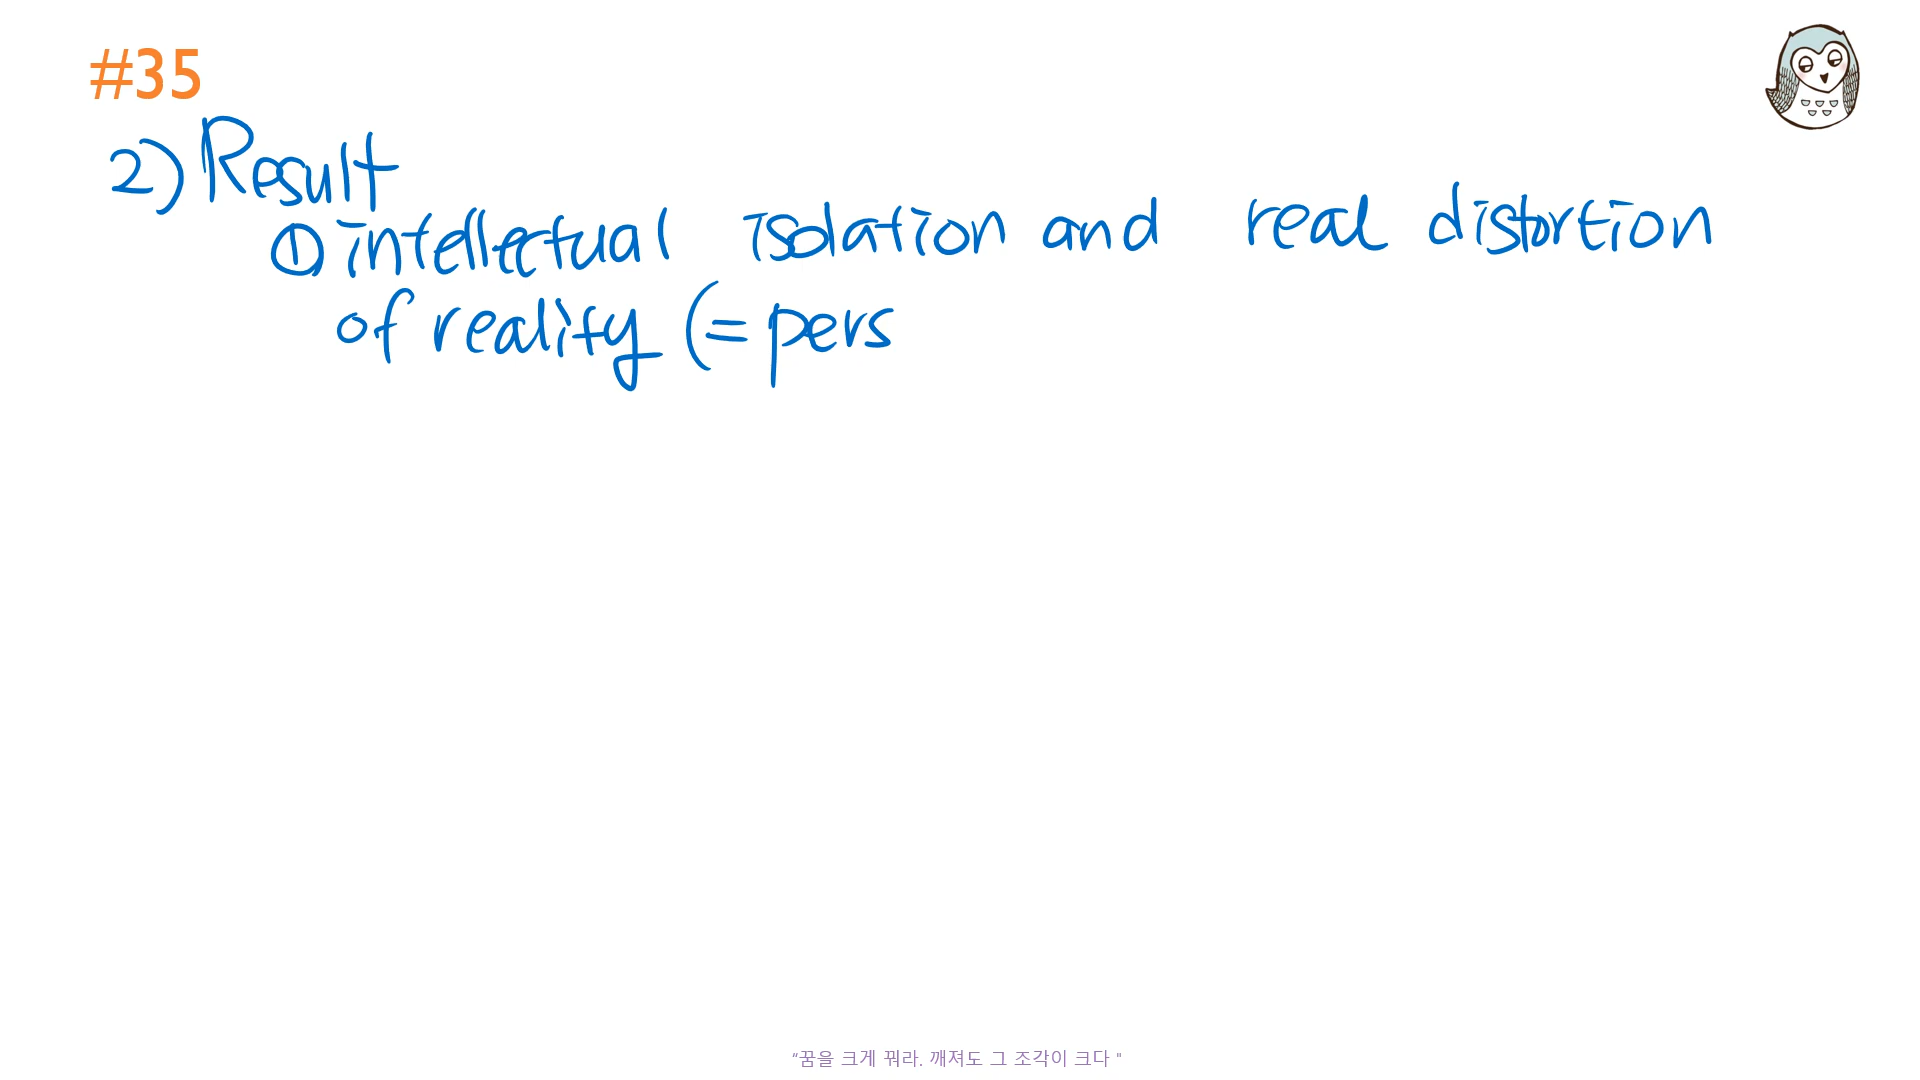 #35
2) Result
① intellectual isolation and real distortion
of reality (= pers
“꿈을 크게 꿔라. 깨져도 그 조각이 크다 "